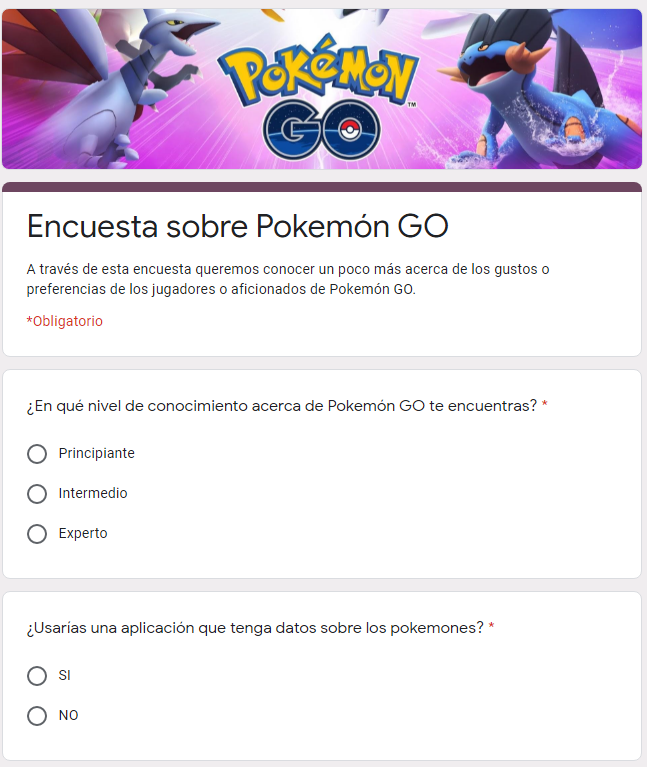 POKéMON
TM
GO
Encuesta sobre Pokemón GO
A través de esta encuesta queremos conocer un poco más acerca de los gustos o
preferencias de los jugadores o aficionados de Pokemón GO.
*Obligatorio
¿En qué nivel de conocimiento acerca de Pokemón GO te encuentras? *
Principiante
Intermedio
Experto
¿Usarías una aplicación que tenga datos sobre los pokemones? *
SI
NO